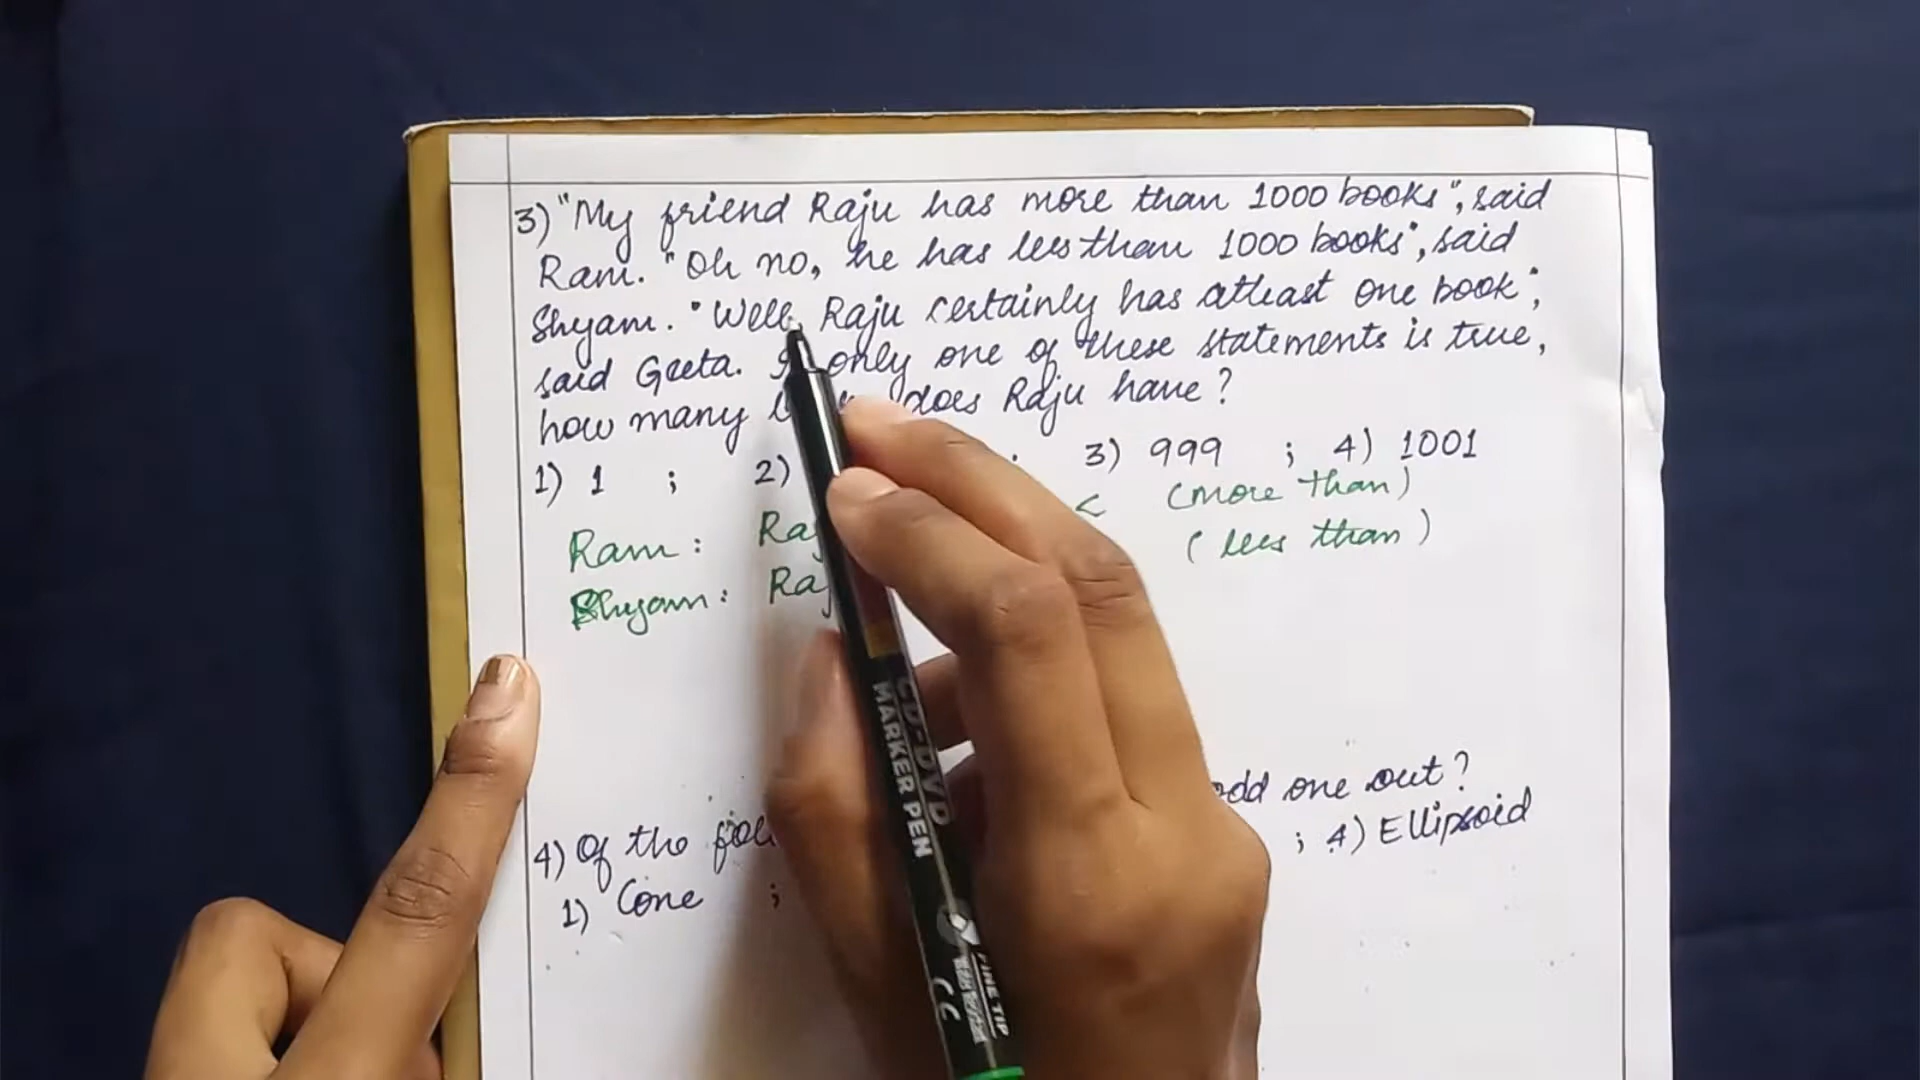 3) "My friend Raju has more than 1000 books", said
Ram. "Oh no, he has less than 1000 books", said
Shyam. "Well, Raju certainly has atleast one book",
said Geeta. only one of these statements is true,
how many does Raju have?
1) 1 ; 2) ; 3) 999 ; 4) 1001
Ram: < (more than)
Shyam: (less than)
4) Of the odd one out?
1) Cone ; ; 4) Ellipsoid
CD-DVD
MARKER PEN
FINE TIP
CE